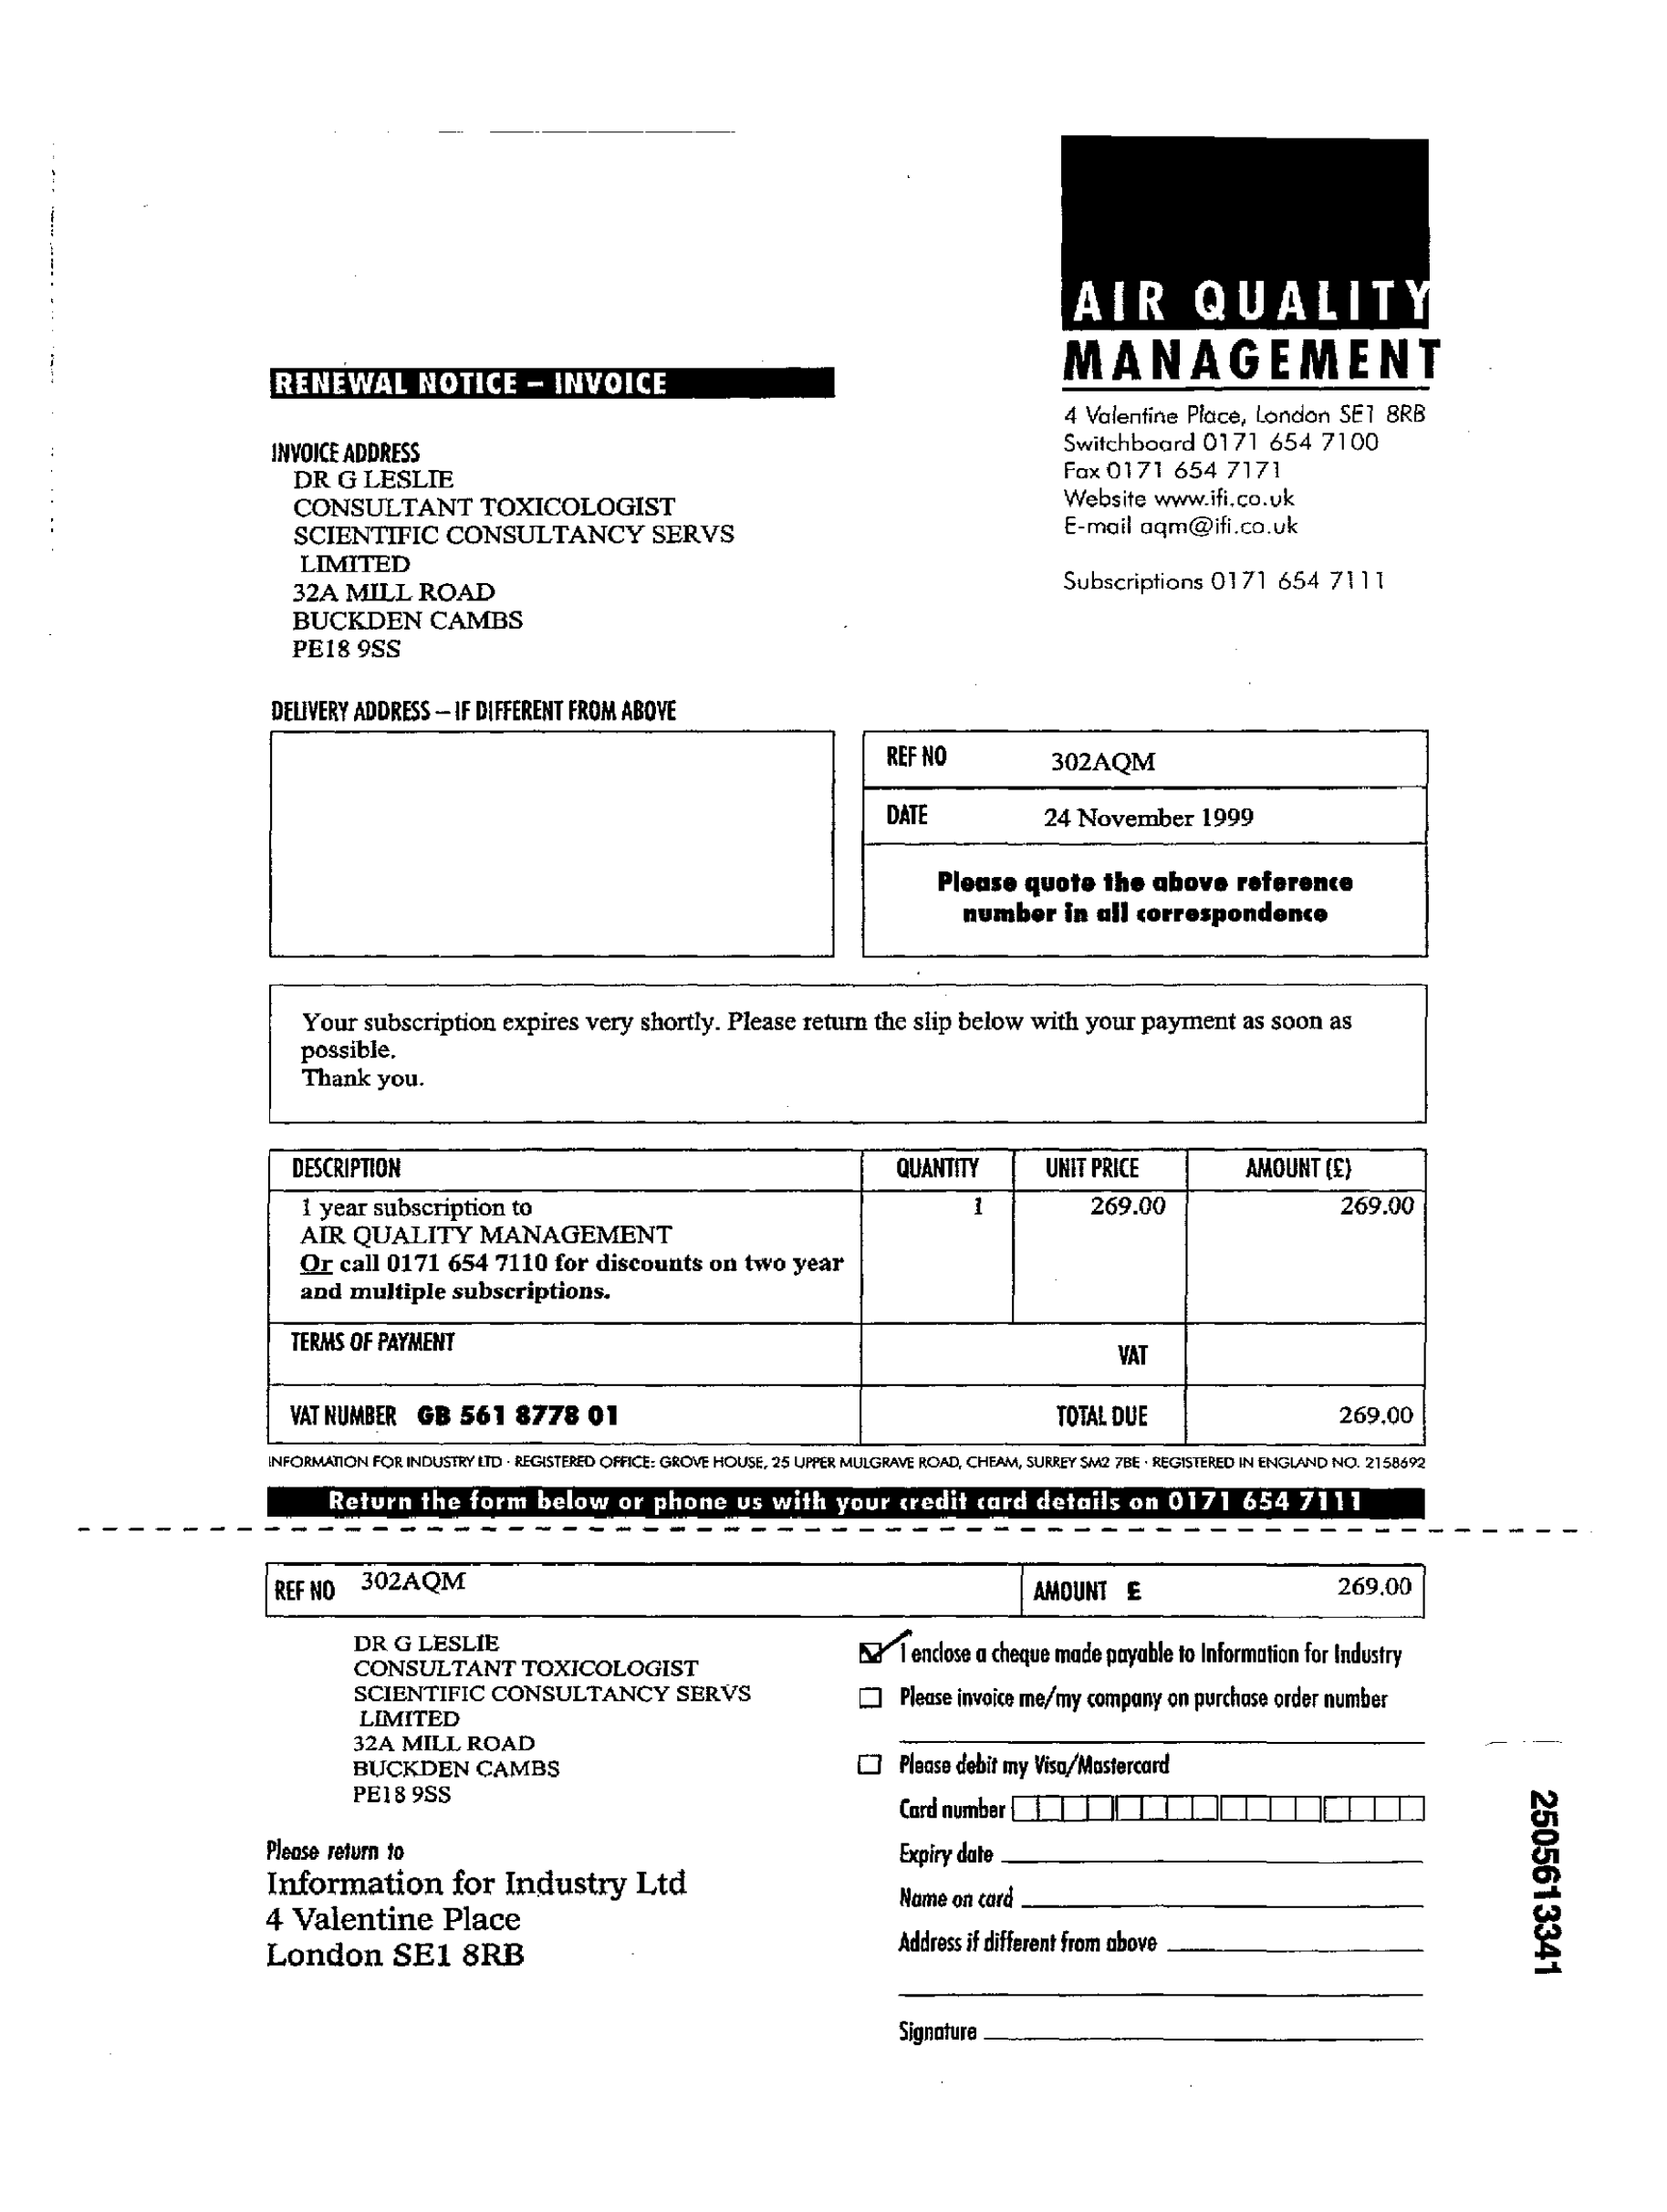 AIR QUALITY
MANAGEMENT
4 Valentine Place, London SE1 8RB
Switchboard 0171 654 7100
Fax 0171 654 7171
Website www.ifi.co.uk
E-mail aqm@ifi.co.uk
Subscriptions 0171 654 7111
RENEWAL NOTICE – INVOICE
INVOICE ADDRESS
DR G LESLIE
CONSULTANT TOXICOLOGIST
SCIENTIFIC CONSULTANCY SERVS
LIMITED
32A MILL ROAD
BUCKDEN CAMBS
PE18 9SS
DELIVERY ADDRESS – IF DIFFERENT FROM ABOVE
REF NO 302AQM
DATE 24 November 1999
Please quote the above reference
number in all correspondence
Your subscription expires very shortly. Please return the slip below with your payment as soon as
possible.
Thank you.
DESCRIPTION QUANTITY UNIT PRICE AMOUNT (£)
1 year subscription to 1 269.00 269.00
AIR QUALITY MANAGEMENT
Or call 0171 654 7110 for discounts on two year
and multiple subscriptions.
TERMS OF PAYMENT
VAT
VAT NUMBER GB 561 8778 01 TOTAL DUE 269.00
INFORMATION FOR INDUSTRY LTD · REGISTERED OFFICE: GROVE HOUSE, 25 UPPER MULGRAVE ROAD, CHEAM, SURREY SM2 7BE · REGISTERED IN ENGLAND NO. 2158692
Return the form below or phone us with your credit card details on 0171 654 7111
REF NO 302AQM AMOUNT £ 269.00
DR G LESLIE
CONSULTANT TOXICOLOGIST
SCIENTIFIC CONSULTANCY SERVS
LIMITED
32A MILL ROAD
BUCKDEN CAMBS
PE18 9SS
Please return to
Information for Industry Ltd
4 Valentine Place
London SE1 8RB
I enclose a cheque made payable to Information for Industry
Please invoice me/my company on purchase order number
Please debit my Visa/Mastercard
Card number
Expiry date
Name on card
Address if different from above
Signature
2505613341